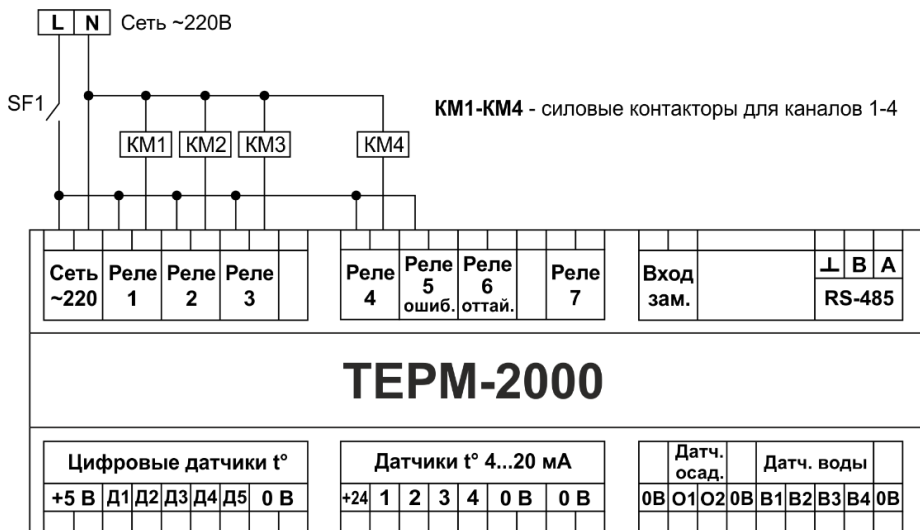 L N Сеть ~220В
SF1
КМ1-КМ4 - силовые контакторы для каналов 1-4
КМ1 КМ2 КМ3 КМ4
Сеть ~220
Реле 1
Реле 2
Реле 3
Реле 4
Реле 5 ошиб.
Реле 6 оттай.
Реле 7
Вход зам.
⊥ B A
RS-485
ТЕРМ-2000
Цифровые датчики t°
+5 В Д1 Д2 Д3 Д4 Д5 0 В
Датчики t° 4...20 мА
+24 1 2 3 4 0 В 0 В
Датч. осад.
Датч. воды
0В О1 О2 0В В1 В2 В3 В4 0В